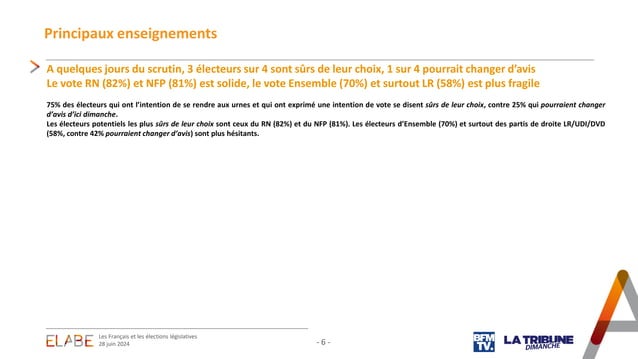 Principaux enseignements
A quelques jours du scrutin, 3 électeurs sur 4 sont sûrs de leur choix, 1 sur 4 pourrait changer d’avis
Le vote RN (82%) et NFP (81%) est solide, le vote Ensemble (70%) et surtout LR (58%) est plus fragile
75% des électeurs qui ont l’intention de se rendre aux urnes et qui ont exprimé une intention de vote se disent sûrs de leur choix, contre 25% qui pourraient changer
d’avis d’ici dimanche.
Les électeurs potentiels les plus sûrs de leur choix sont ceux du RN (82%) et du NFP (81%). Les électeurs d’Ensemble (70%) et surtout des partis de droite LR/UDI/DVD
(58%, contre 42% pourraient changer d’avis) sont plus hésitants.
ELABE
Les Français et les élections législatives
28 juin 2024
- 6 -
BFM
TV.
LA TRIBUNE
DIMANCHE